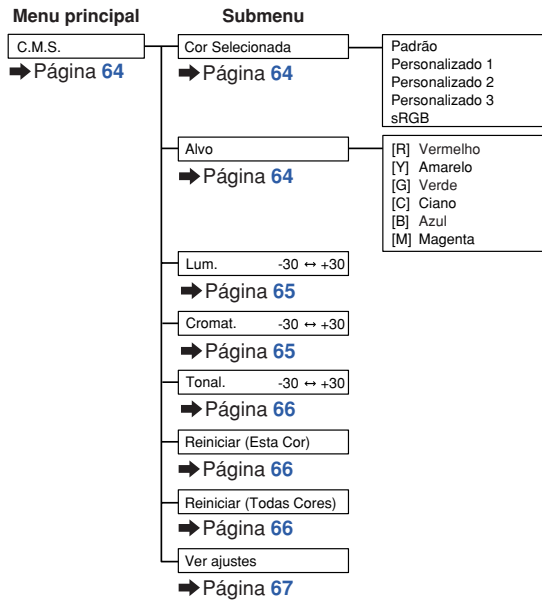 Menu principal
Submenu
C.M.S.
➡ Página 64
Cor Selecionada
➡ Página 64
Padrão
Personalizado 1
Personalizado 2
Personalizado 3
sRGB
Alvo
➡ Página 64
[R] Vermelho
[Y] Amarelo
[G] Verde
[C] Ciano
[B] Azul
[M] Magenta
Lum. -30 ↔ +30
➡ Página 65
Cromat. -30 ↔ +30
➡ Página 65
Tonal. -30 ↔ +30
➡ Página 66
Reiniciar (Esta Cor)
➡ Página 66
Reiniciar (Todas Cores)
➡ Página 66
Ver ajustes
➡ Página 67